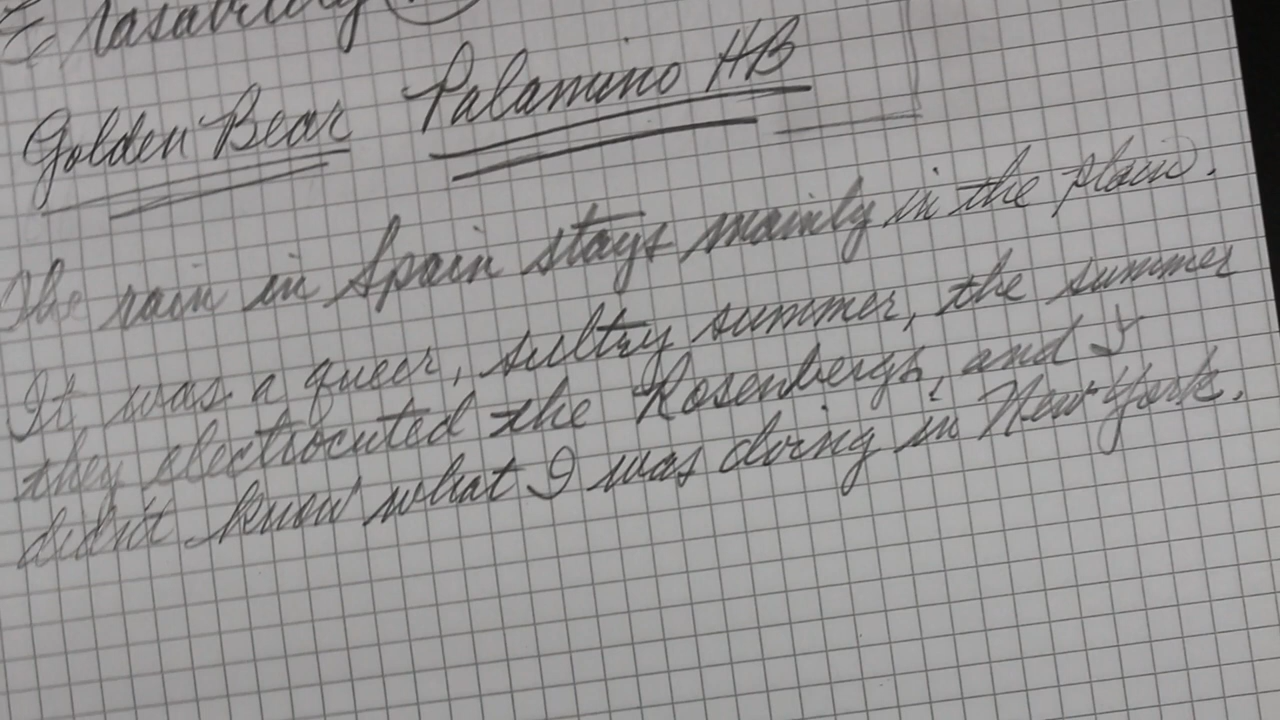 Erasability
Golden Bear Palamino HB
The rain in Spain stays mainly in the plain.
It was a queer, sultry summer, the summer
they electrocuted the Rosenbergs, and I
didn't know what I was doing in New York.